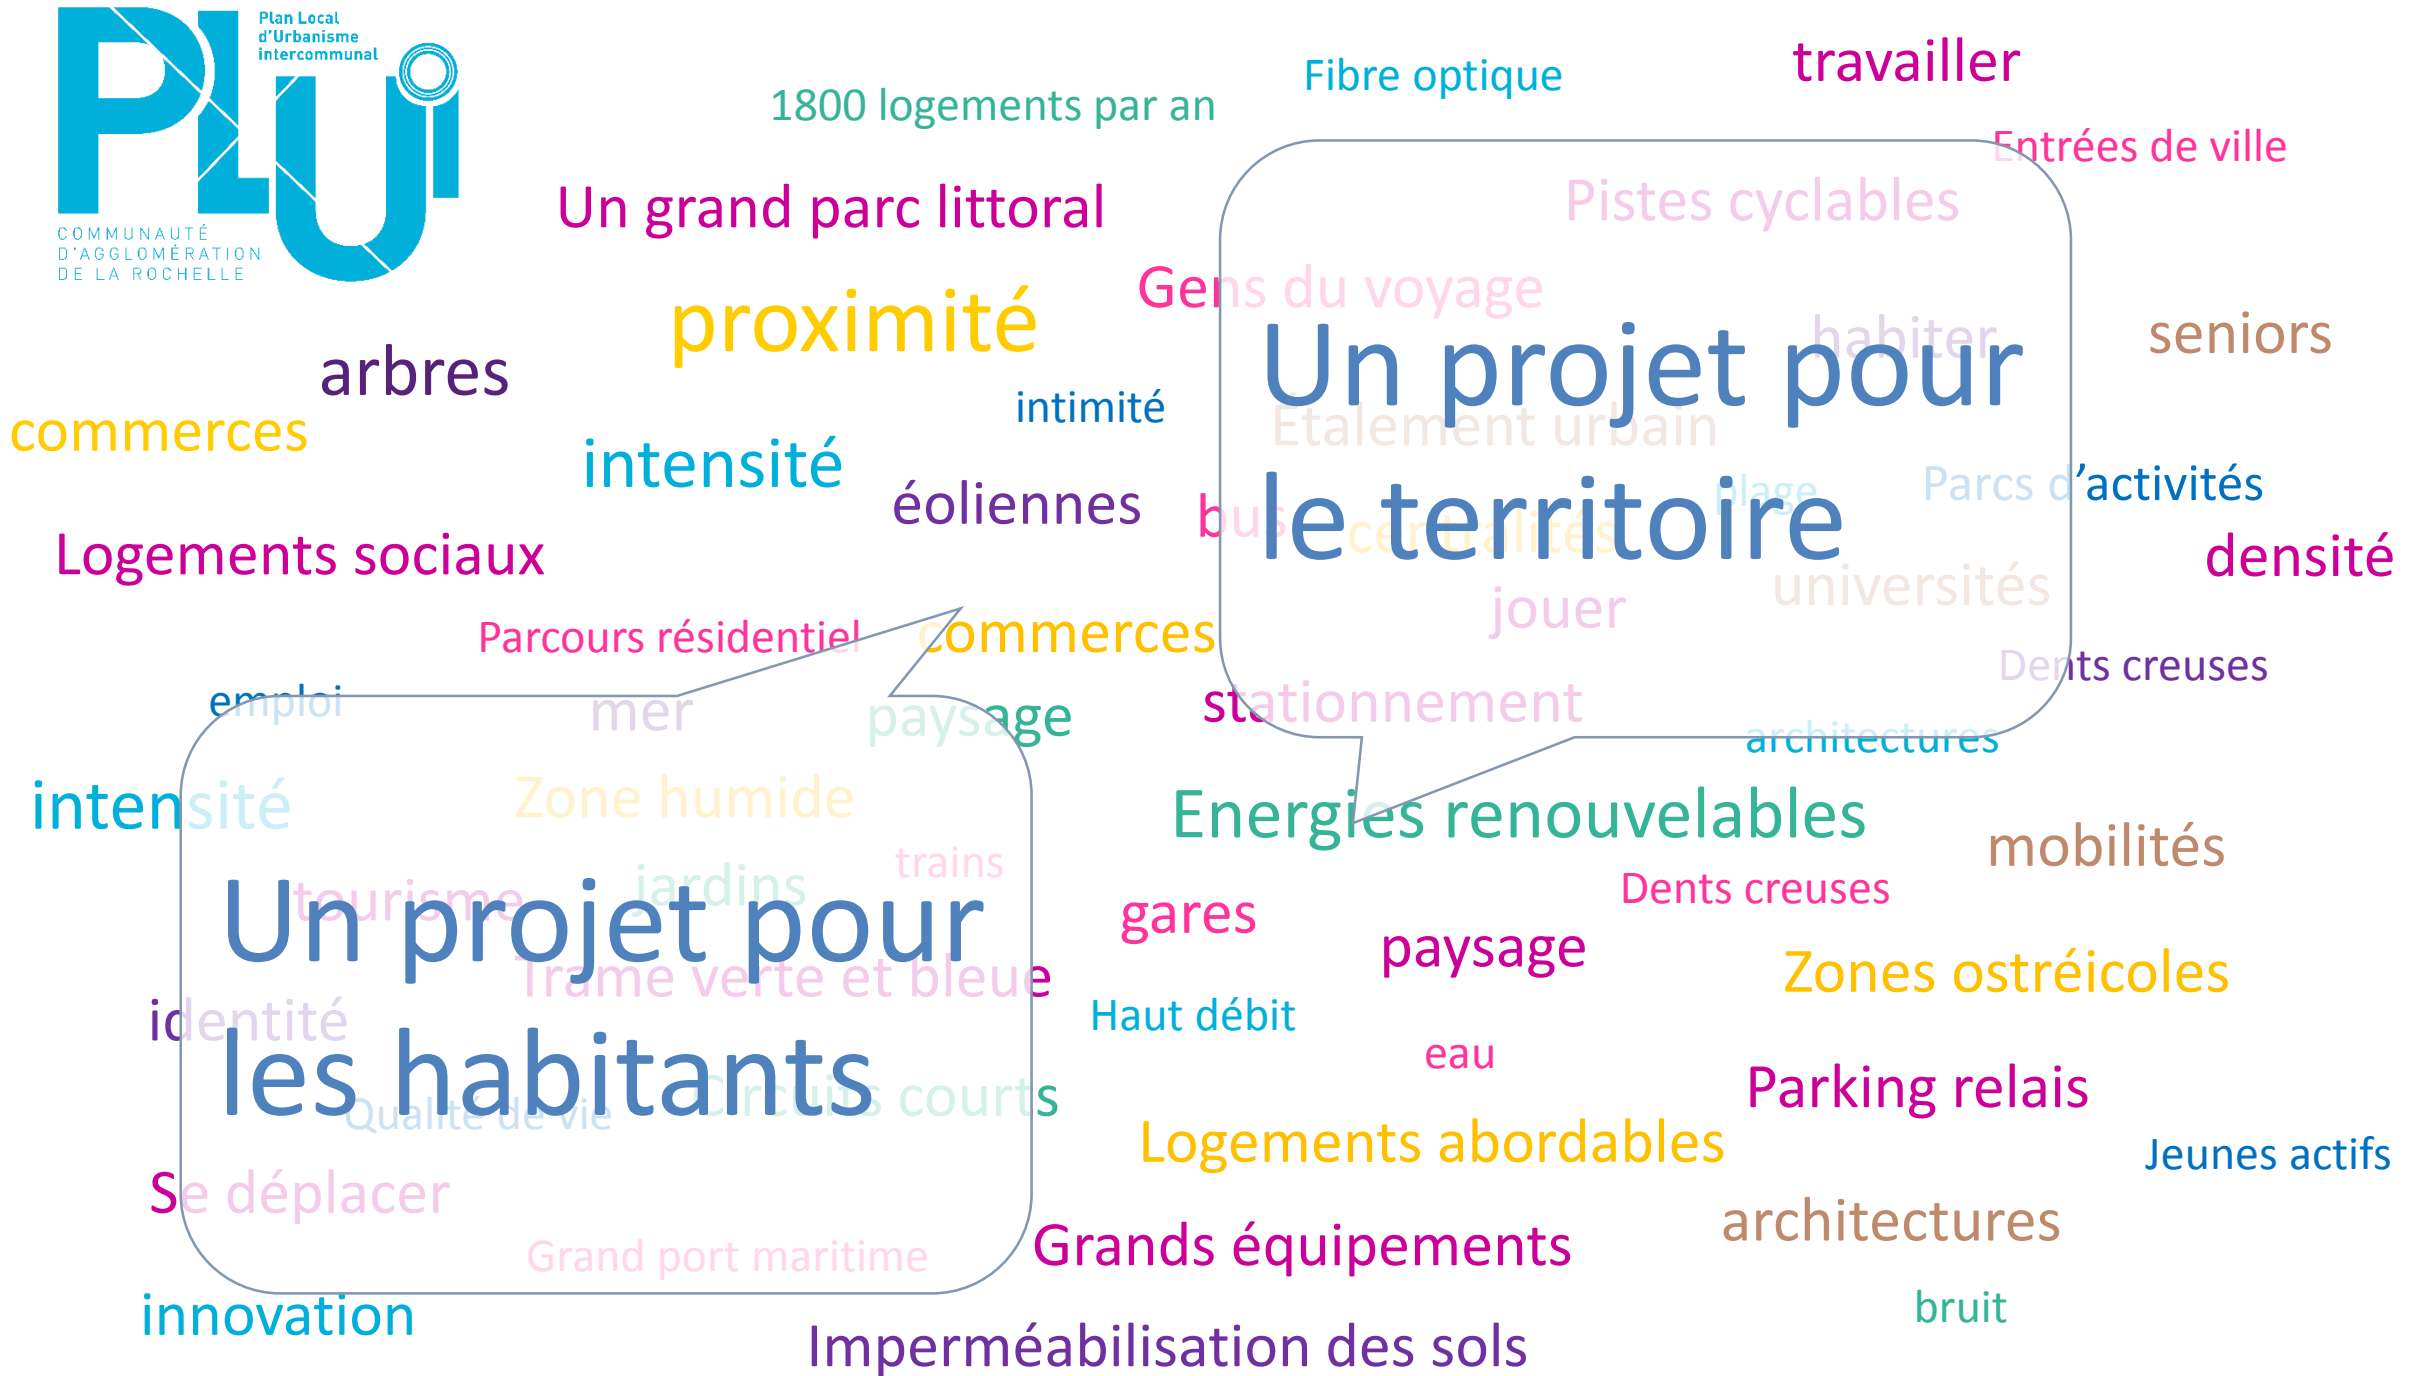 PLUi
Plan Local
d'Urbanisme
intercommunal
COMMUNAUTÉ
D'AGGLOMÉRATION
DE LA ROCHELLE
travailler
Fibre optique
1800 logements par an
Entrées de ville
Pistes cyclables
Un grand parc littoral
Gens du voyage
proximité
habiter
seniors
Un projet pour
le territoire
arbres
intimité
commerces
Etalement urbain
intensité
éoliennes
plage
Parcs d’activités
bus
centralités
Logements sociaux
densité
universités
jouer
Parcours résidentiel
commerces
Dents creuses
emploi
mer
paysage
stationnement
architectures
intensité
Zone humide
Energies renouvelables
mobilités
trains
jardins
tourisme
Dents creuses
gares
Un projet pour
les habitants
paysage
Trame verte et bleue
Zones ostréicoles
identité
Haut débit
eau
Parking relais
Circuits courts
Qualité de vie
Logements abordables
Jeunes actifs
Se déplacer
architectures
Grands équipements
Grand port maritime
bruit
innovation
Imperméabilisation des sols